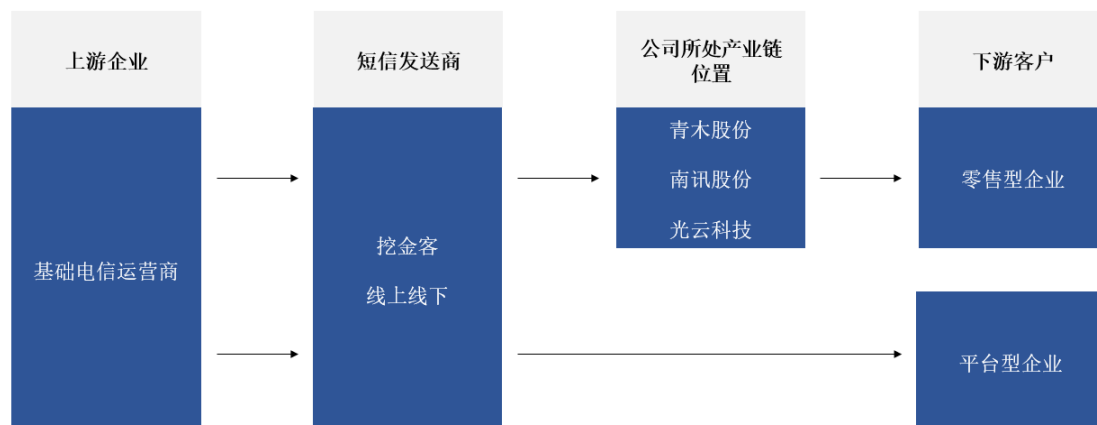 上游企业
短信发送商
公司所处产业链
位置
下游客户
基础电信运营商
挖金客
线上线下
青木股份
南讯股份
光云科技
零售型企业
平台型企业